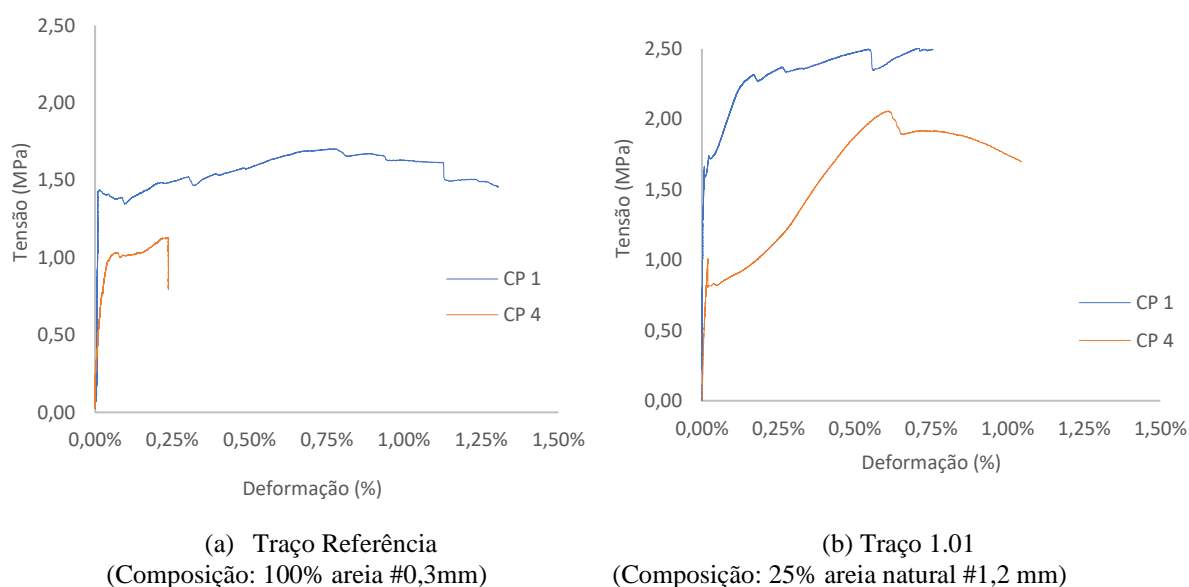 2,50
2,00
1,50
1,00
0,50
0,00
Tensão (MPa)
0,00% 0,25% 0,50% 0,75% 1,00% 1,25% 1,50%
Deformação (%)
CP 1
CP 4
2,50
2,00
1,50
1,00
0,50
0,00
Tensão (MPa)
0,00% 0,25% 0,50% 0,75% 1,00% 1,25% 1,50%
Deformação (%)
CP 1
CP 4
(a) Traço Referência
(Composição: 100% areia #0,3mm)
(b) Traço 1.01
(Composição: 25% areia natural #1,2 mm)